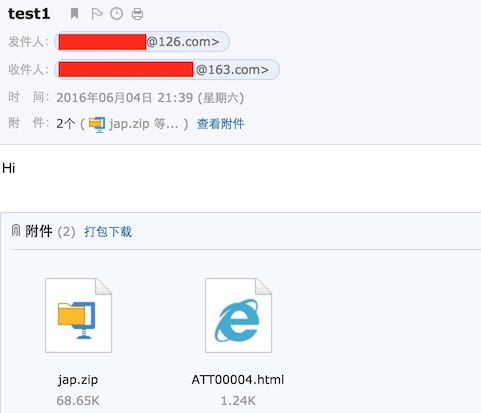 test1
发件人: @126.com>
收件人: @163.com>
时 间: 2016年06月04日 21:39 (星期六)
附 件: 2个 ( jap.zip 等... ) 查看附件
Hi
附件 (2) 打包下载
jap.zip ATT00004.html
68.65K 1.24K